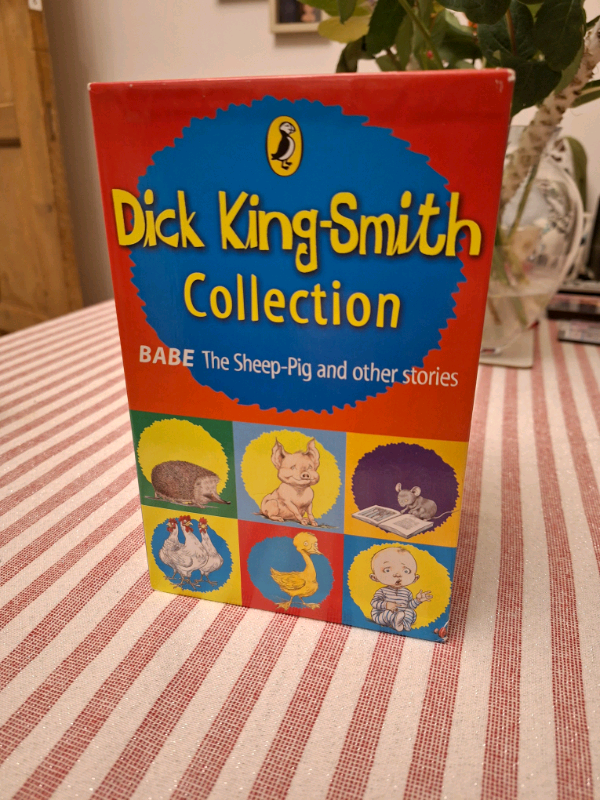 Dick King-Smith
Collection
BABE The Sheep-Pig and other stories